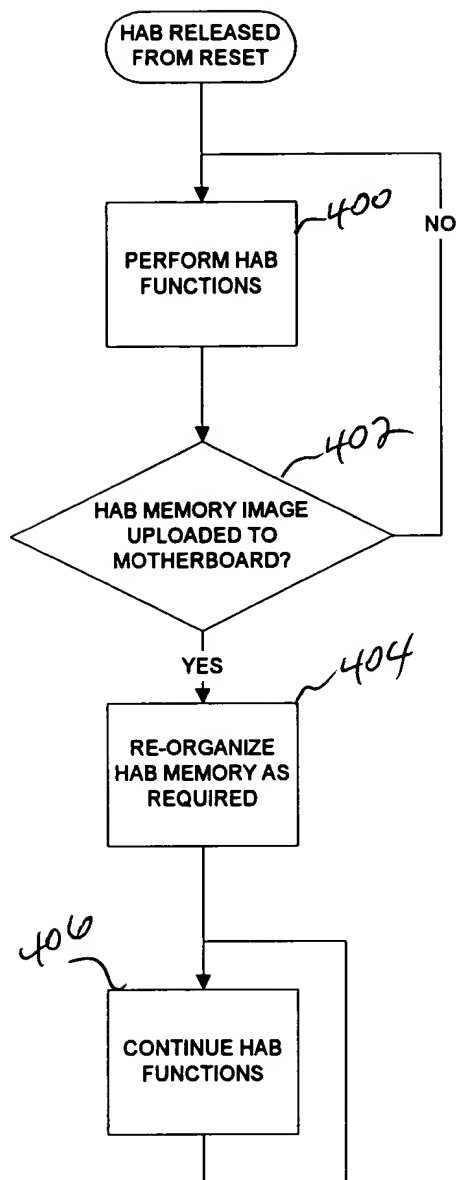 HAB RELEASED
FROM RESET
400
NO
PERFORM HAB
FUNCTIONS
402
HAB MEMORY IMAGE
UPLOADED TO
MOTHERBOARD?
YES
404
RE-ORGANIZE
HAB MEMORY AS
REQUIRED
406
CONTINUE HAB
FUNCTIONS